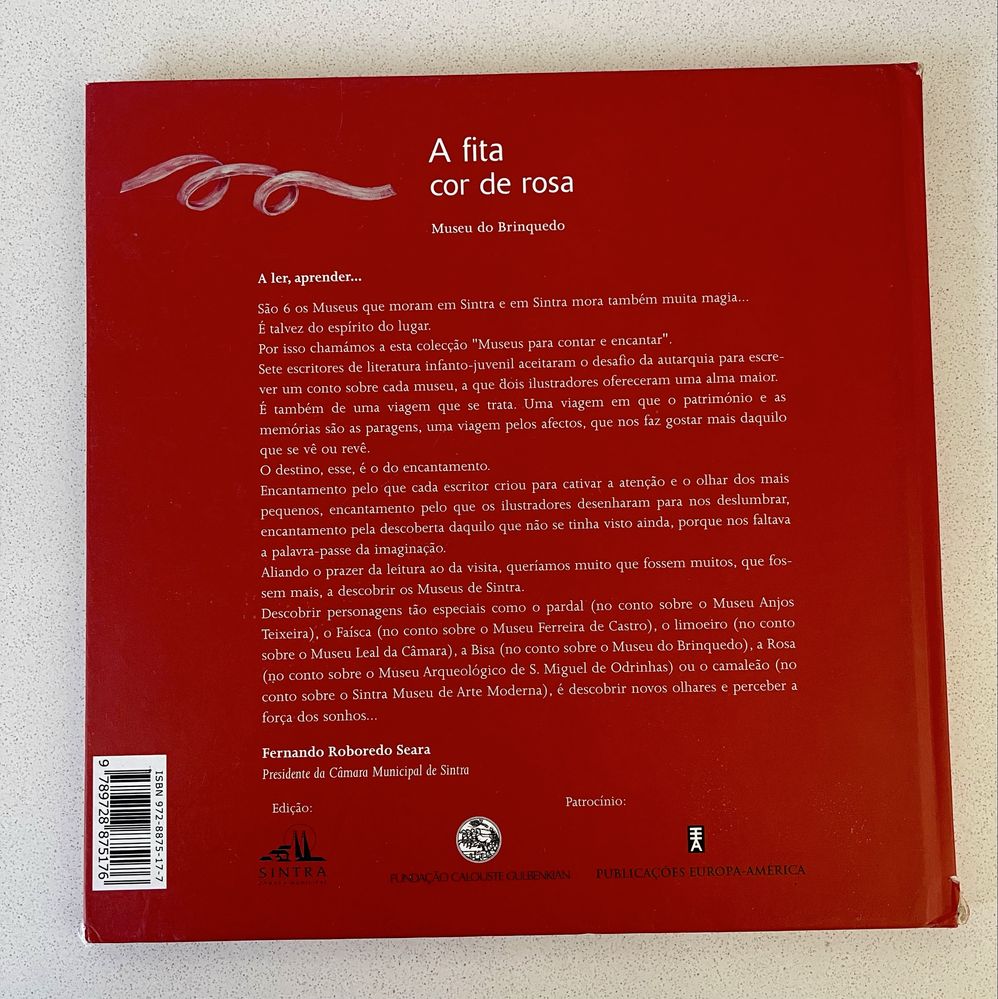 A fita
cor de rosa
Museu do Brinquedo
A ler, aprender...
São 6 os Museus que moram em Sintra e em Sintra mora também muita magia...
É talvez do espírito do lugar.
Por isso chamámos a esta colecção "Museus para contar e encantar".
Sete escritores de literatura infanto-juvenil aceitaram o desafio da autarquia para escre-
ver um conto sobre cada museu, a que dois ilustradores ofereceram uma alma maior.
É também de uma viagem que se trata. Uma viagem em que o património e as
memórias são as paragens, uma viagem pelos afectos, que nos faz gostar mais daquilo
que se vê ou revê.
O destino, esse, é o do encantamento.
Encantamento pelo que cada escritor criou para cativar a atenção e o olhar dos mais
pequenos, encantamento pelo que os ilustradores desenharam para nos deslumbrar,
encantamento pela descoberta daquilo que não se tinha visto ainda, porque nos faltava
a palavra-passe da imaginação.
Aliando o prazer da leitura ao da visita, queríamos muito que fossem muitos, que fos-
sem mais, a descobrir os Museus de Sintra.
Descobrir personagens tão especiais como o pardal (no conto sobre o Museu Anjos
Teixeira), o Faísca (no conto sobre o Museu Ferreira de Castro), o limoeiro (no conto
sobre o Museu Leal da Câmara), a Bisa (no conto sobre o Museu do Brinquedo), a Rosa
(no conto sobre o Museu Arqueológico de S. Miguel de Odrinhas) ou o camaleão (no
conto sobre o Sintra Museu de Arte Moderna), é descobrir novos olhares e perceber a
força dos sonhos...
Fernando Roboredo Seara
Presidente da Câmara Municipal de Sintra
Edição:
Patrocínio:
SINTRA
CÂMARA MUNICIPAL
FUNDAÇÃO CALOUSTE GULBENKIAN
EA
PUBLICAÇÕES EUROPA-AMÉRICA
ISBN 972-8875-17-7
9 789728 875176